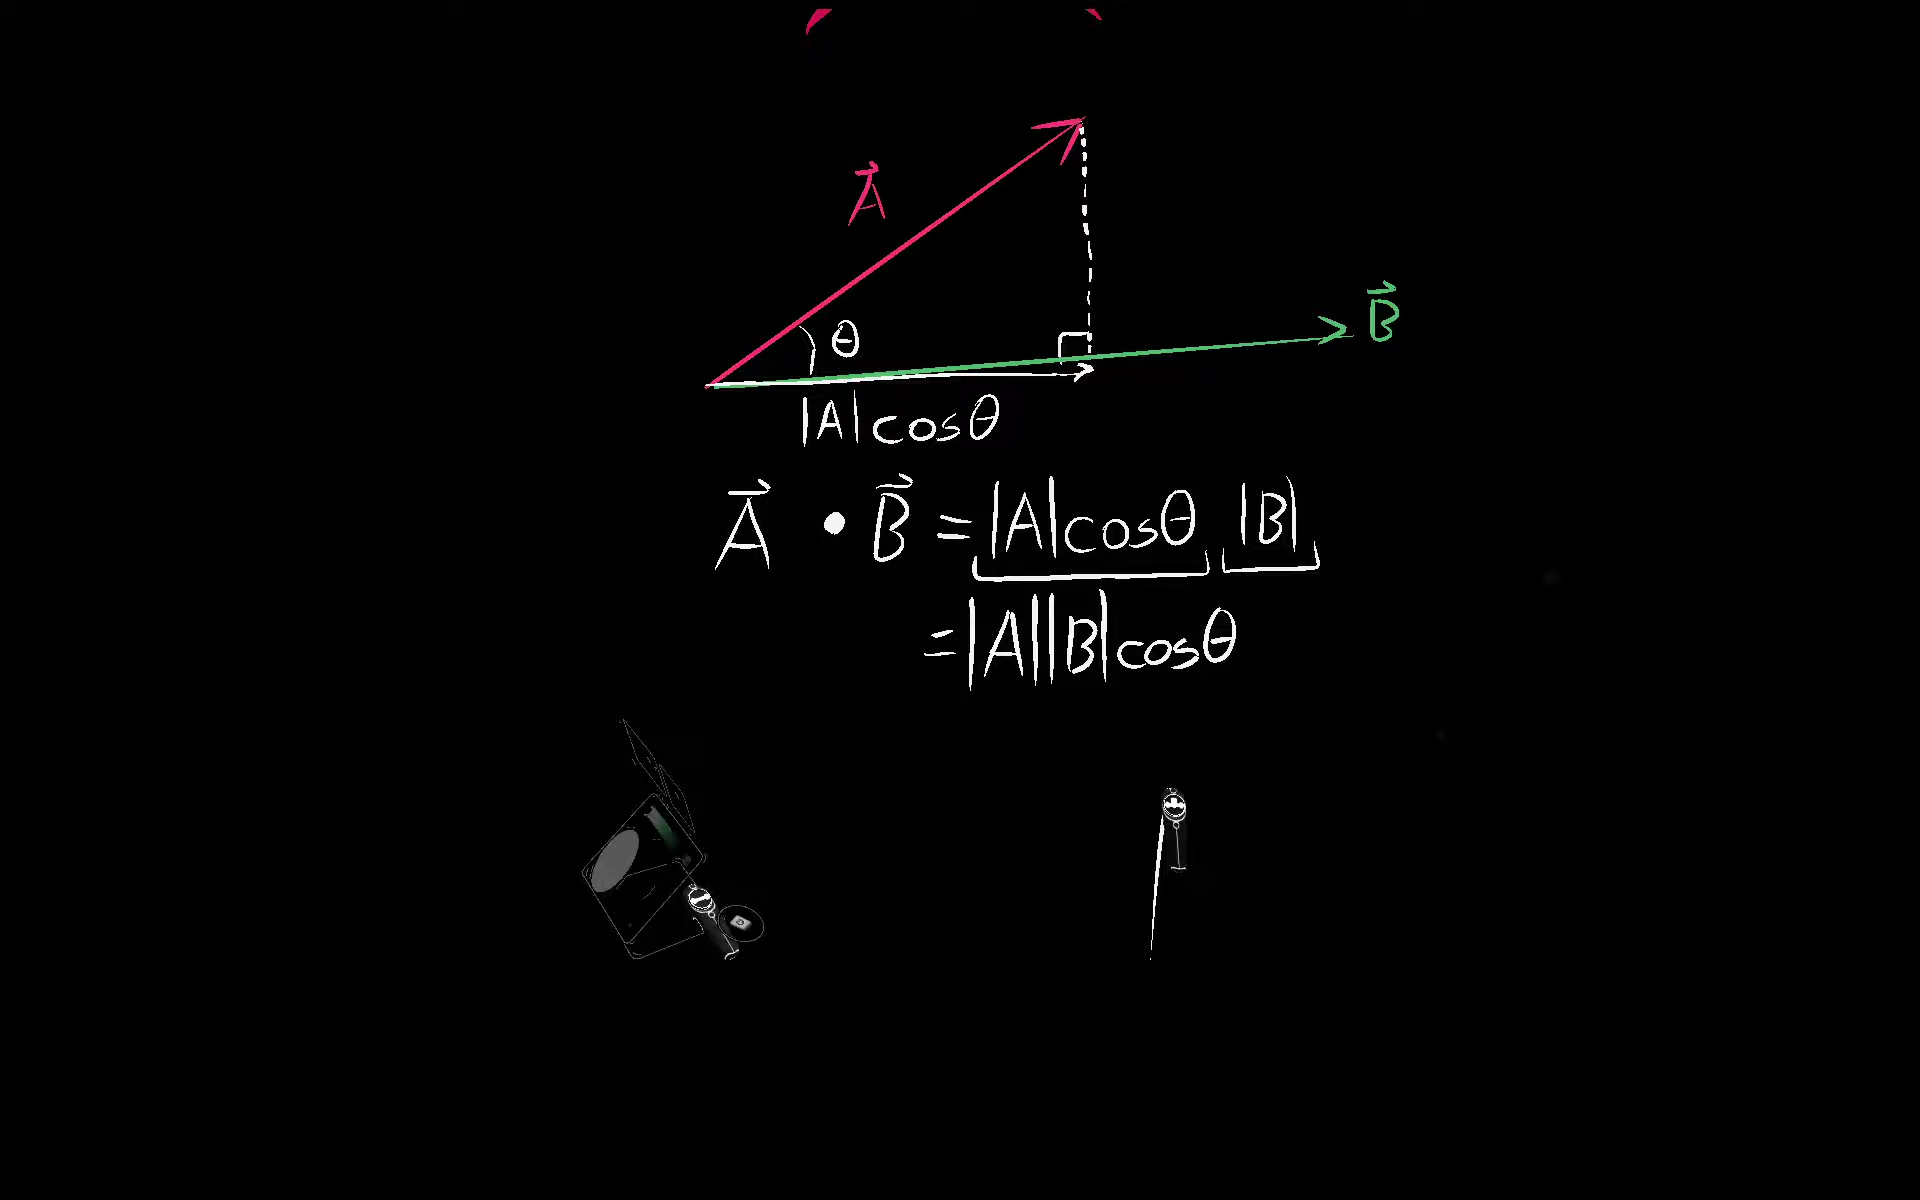 A⃗
θ
B⃗
|A|cosθ
A⃗ • B⃗ = |A|cosθ |B|
= |A||B|cosθ